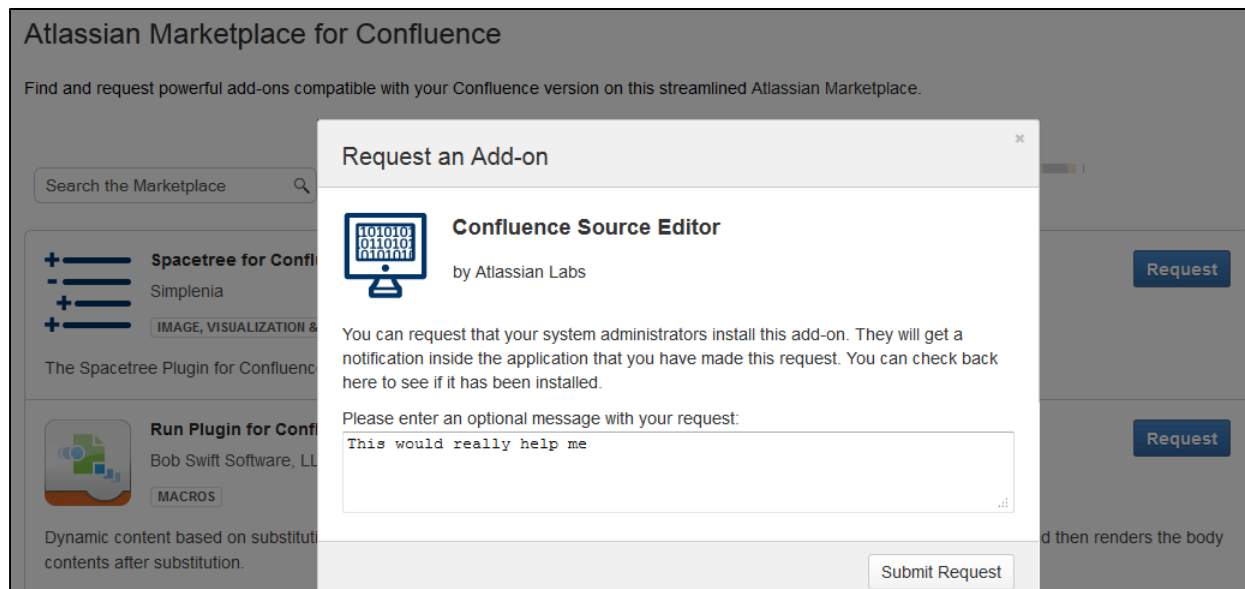 Atlassian Marketplace for Confluence
Find and request powerful add-ons compatible with your Confluence version on this streamlined Atlassian Marketplace.
Request an Add-on
Search the Marketplace
1010101
0110101
0101010
Confluence Source Editor
by Atlassian Labs
Spacetree for Confl
Simplenia
IMAGE, VISUALIZATION &
Request
The Spacetree Plugin for Confluenc
You can request that your system administrators install this add-on. They will get a
notification inside the application that you have made this request. You can check back
here to see if it has been installed.
Please enter an optional message with your request:
This would really help me
Run Plugin for Confl
Bob Swift Software, LL
MACROS
Request
Dynamic content based on substituti
d then renders the body
contents after substitution.
Submit Request